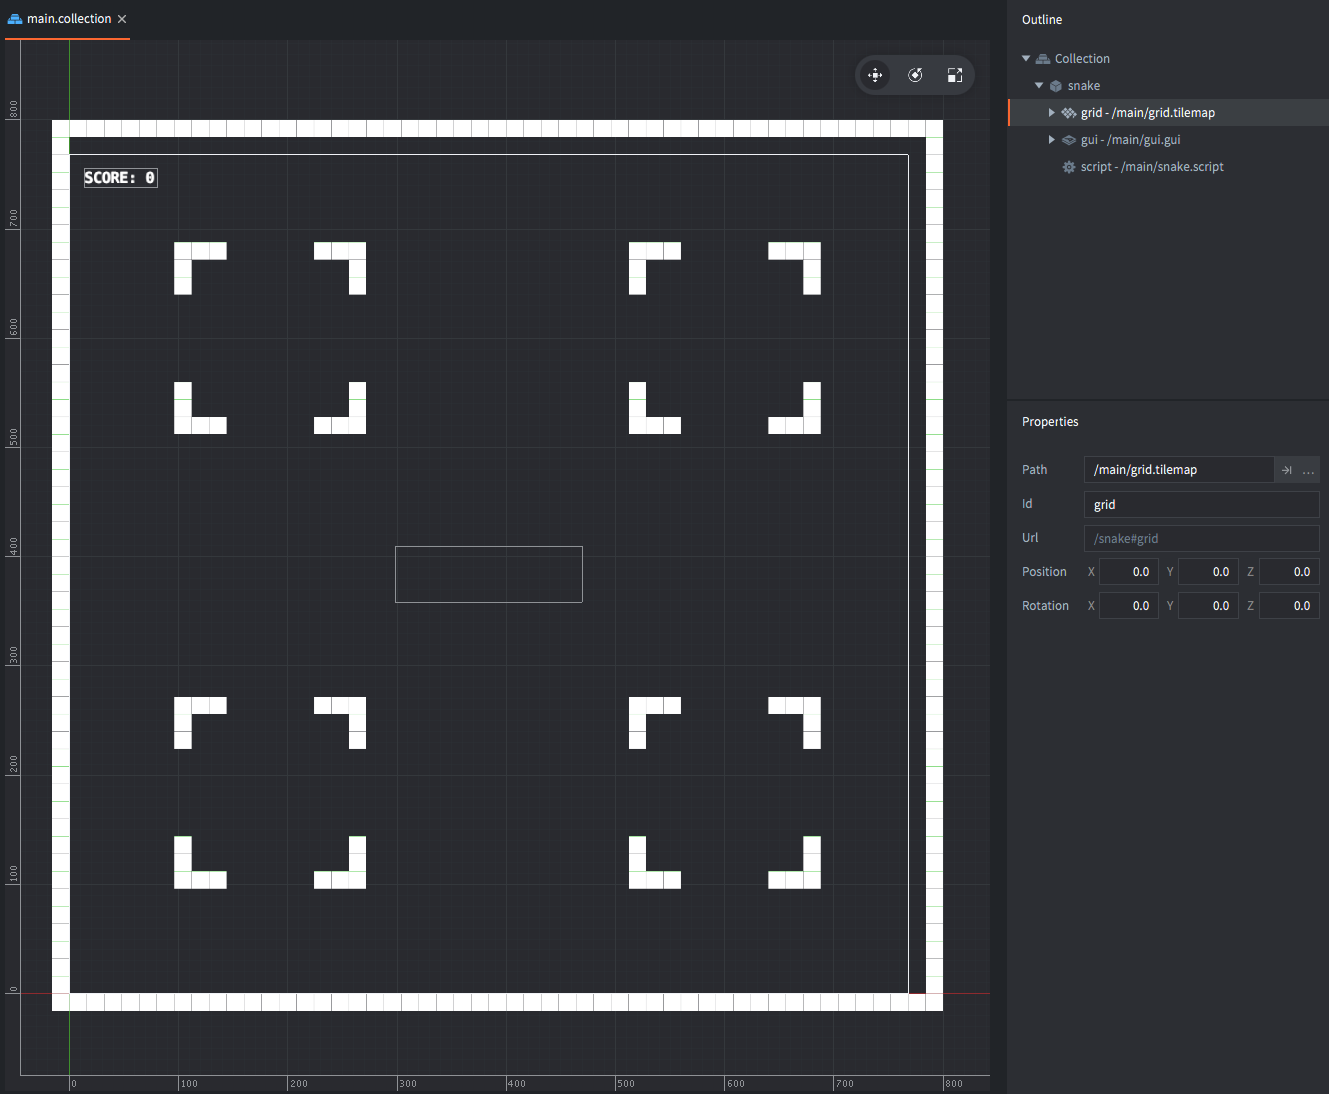 main.collection
Outline
Collection
snake
grid - /main/grid.tilemap
gui - /main/gui.gui
script - /main/snake.script
SCORE: 0
Properties
Path /main/grid.tilemap ...
Id grid
Url /snake#grid
Position X 0.0 Y 0.0 Z 0.0
Rotation X 0.0 Y 0.0 Z 0.0
800
700
600
500
400
300
200
100
0
0 100 200 300 400 500 600 700 800